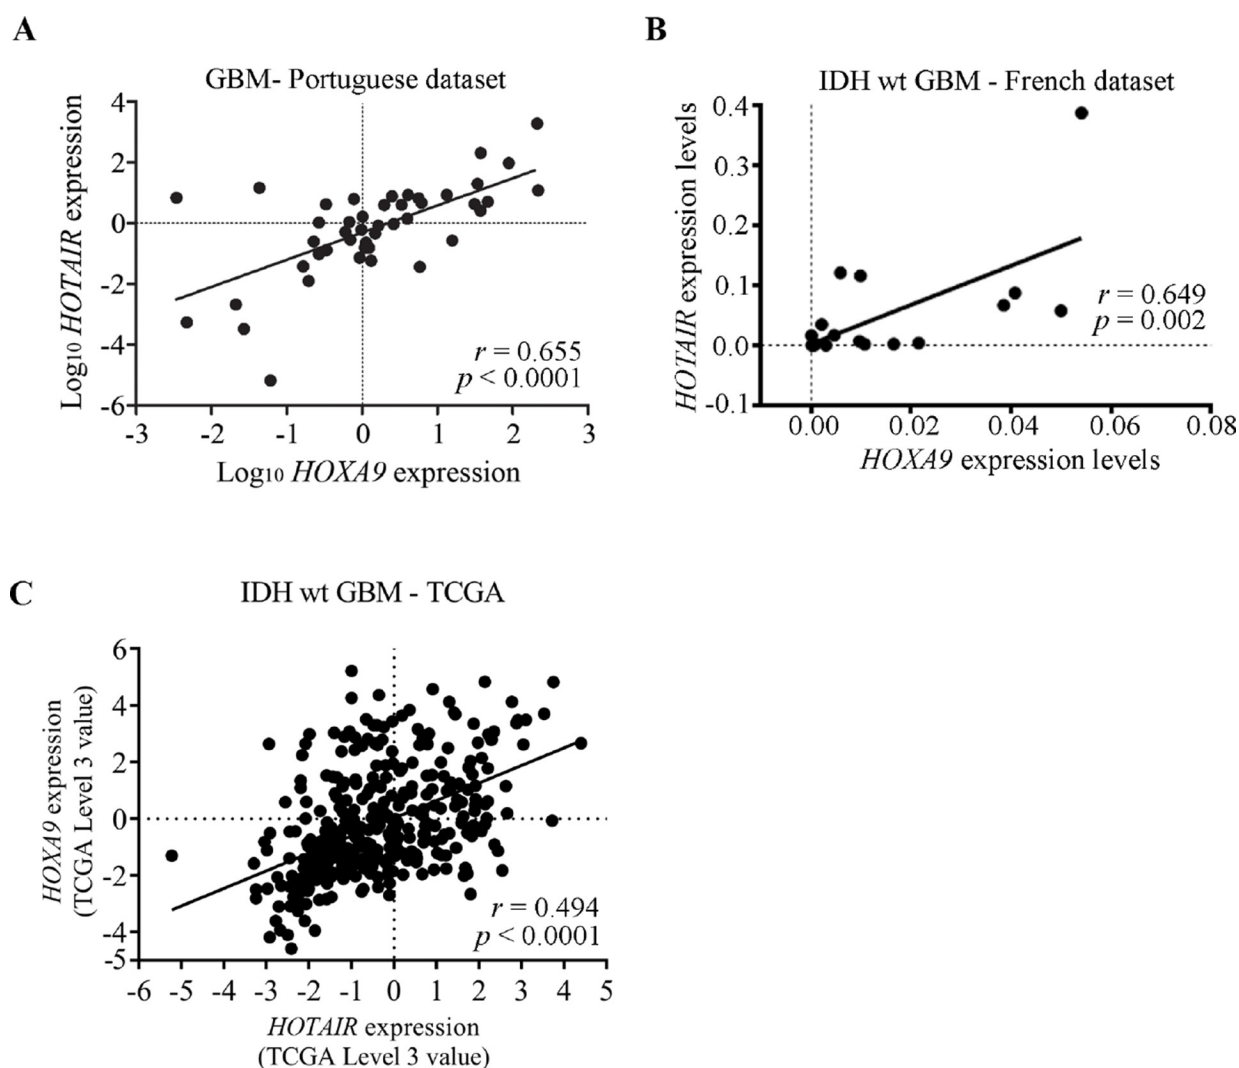 A
GBM- Portuguese dataset
Log10 HOTAIR expression
4
2
0
-2
-4
-6
r = 0.655
p < 0.0001
-3 -2 -1 0 1 2 3
Log10 HOXA9 expression
B
IDH wt GBM - French dataset
HOTAIR expression levels
0.4
0.3
0.2
0.1
0.0
-0.1
r = 0.649
p = 0.002
0.00 0.02 0.04 0.06 0.08
HOXA9 expression levels
C
IDH wt GBM - TCGA
HOXA9 expression
(TCGA Level 3 value)
6
4
2
0
-2
-4
-5
r = 0.494
p < 0.0001
-6 -5 -4 -3 -2 -1 0 1 2 3 4 5
HOTAIR expression
(TCGA Level 3 value)